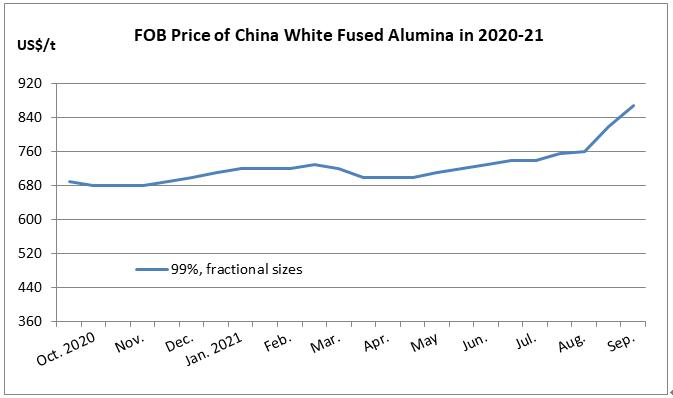 FOB Price of China White Fused Alumina in 2020-21
US$/t
920
840
760
680
600
520
440
360
99%, fractional sizes
Oct. 2020 Nov. Dec. Jan. 2021 Feb. Mar. Apr. May Jun. Jul. Aug. Sep.